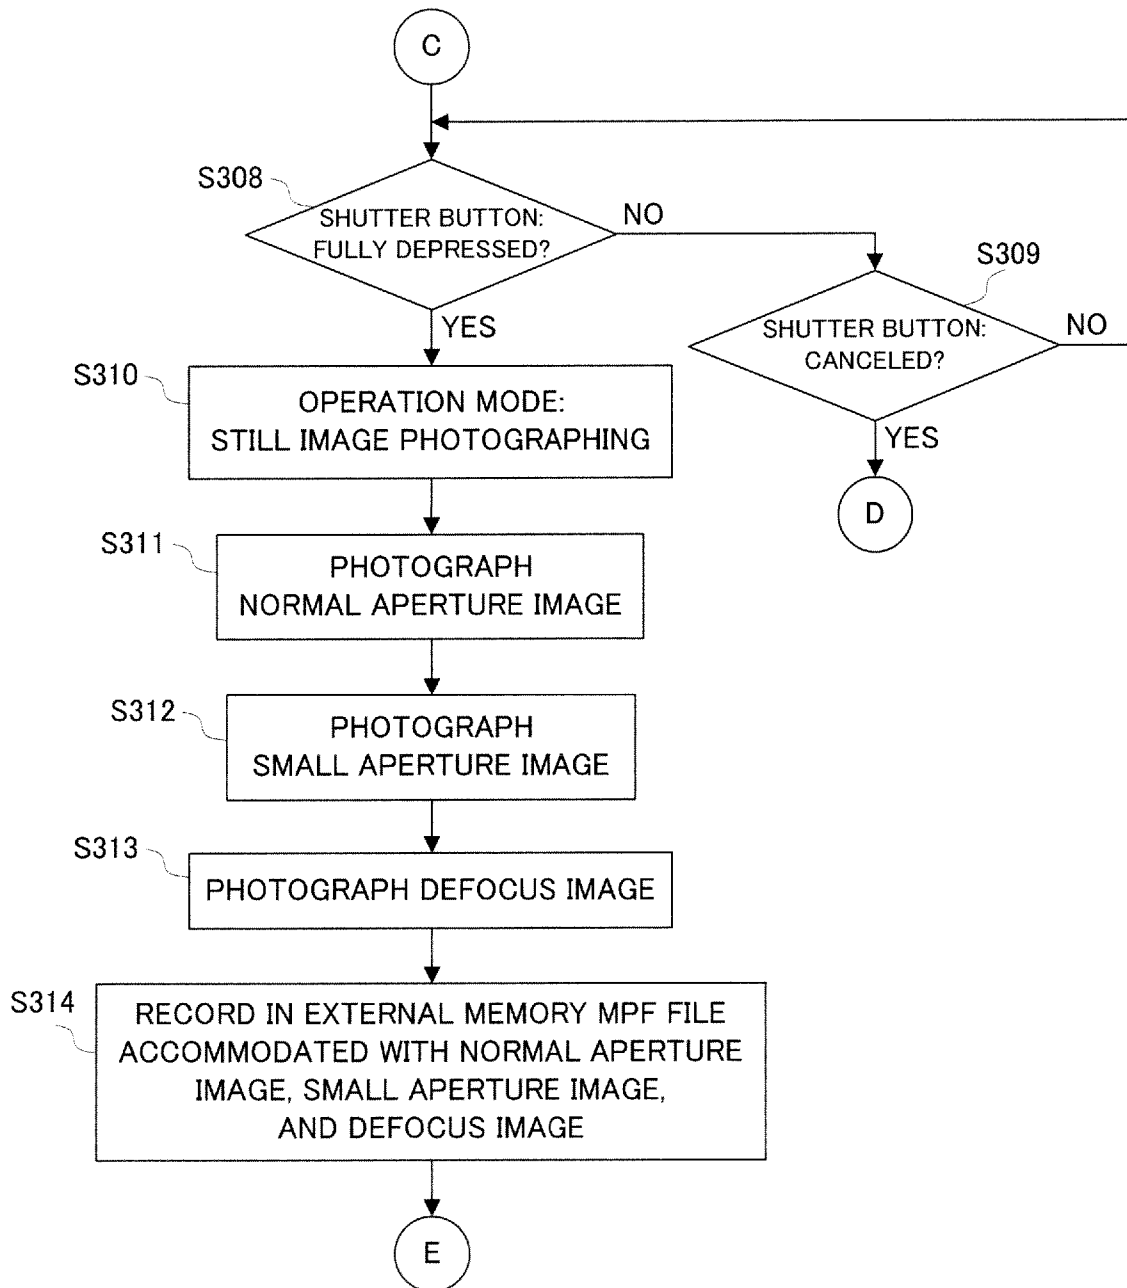 C
S308
SHUTTER BUTTON:
FULLY DEPRESSED?
NO
YES
S309
SHUTTER BUTTON:
CANCELED?
NO
YES
D
S310
OPERATION MODE:
STILL IMAGE PHOTOGRAPHING
S311
PHOTOGRAPH
NORMAL APERTURE IMAGE
S312
PHOTOGRAPH
SMALL APERTURE IMAGE
S313
PHOTOGRAPH DEFOCUS IMAGE
S314
RECORD IN EXTERNAL MEMORY MPF FILE
ACCOMMODATED WITH NORMAL APERTURE
IMAGE, SMALL APERTURE IMAGE,
AND DEFOCUS IMAGE
E